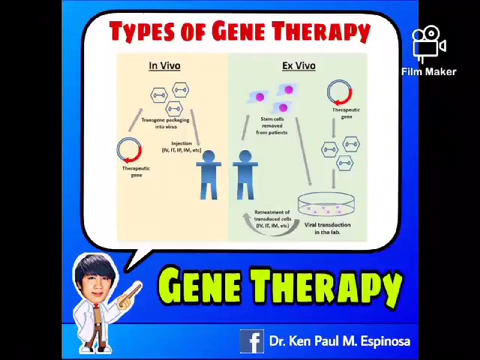 TYPES OF GENE THERAPY
Film Maker
In Vivo
Ex Vivo
Transgene packaging
into virus
Injection
(IV, IT, IP, IM, etc)
Therapeutic
gene
Stem cells
removed
from patients
Therapeutic
gene
Retreatment of
transduced cells
(IV, IT, IM, etc)
Viral transduction
in the lab.
GENE THERAPY
f Dr. Ken Paul M. Espinosa